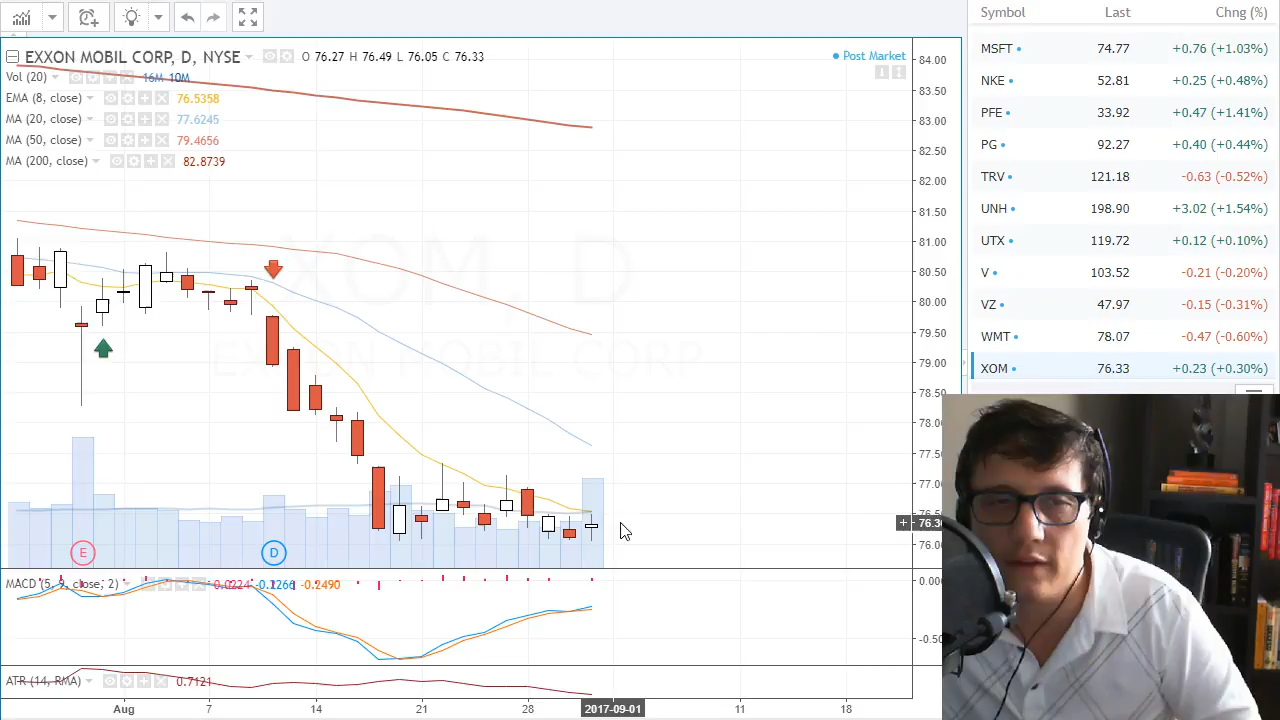 Symbol Last Chng (%)
EXXON MOBIL CORP, D, NYSE O 76.27 H 76.49 L 76.05 C 76.33
Post Market
Vol (20) 16M 10M
EMA (8, close) 76.5358
MA (20, close) 77.6245
MA (50, close) 79.4656
MA (200, close) 82.8739
MSFT 74.77 +0.76 (+1.03%)
NKE 52.81 +0.25 (+0.48%)
PFE 33.92 +0.47 (+1.41%)
PG 92.27 +0.40 (+0.44%)
TRV 121.18 -0.63 (-0.52%)
UNH 198.90 +3.02 (+1.54%)
UTX 119.72 +0.12 (+0.10%)
V 103.52 -0.21 (-0.20%)
VZ 47.97 -0.15 (-0.31%)
WMT 78.07 -0.47 (-0.60%)
XOM 76.33 +0.23 (+0.30%)
84.00
83.50
83.00
82.50
82.00
81.50
81.00
80.50
80.00
79.50
79.00
78.50
78.00
77.50
77.00
76.50
76.00
XOM, D
EXXON MOBIL CORP
E
D
MACD (5, 9, close, 2) 0.0224 -0.2266 -0.2490
0.00
-0.50
ATR (14, RMA) 0.7121
Aug 7 14 21 28 2017-09-01 11 18